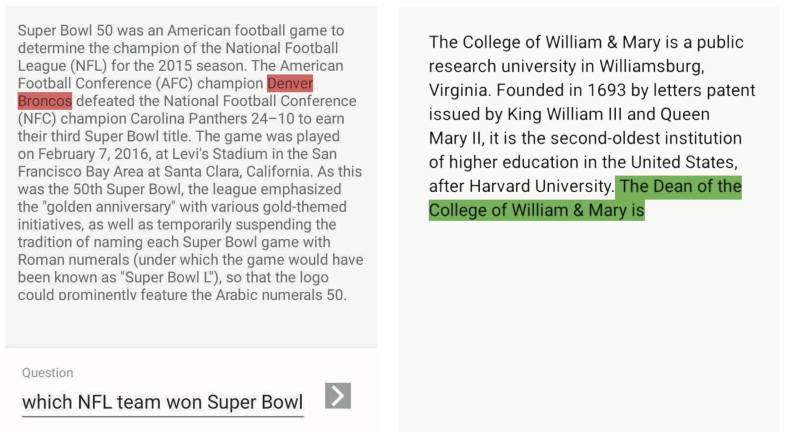 Super Bowl 50 was an American football game to
determine the champion of the National Football
League (NFL) for the 2015 season. The American
Football Conference (AFC) champion Denver
Broncos defeated the National Football Conference
(NFC) champion Carolina Panthers 24–10 to earn
their third Super Bowl title. The game was played
on February 7, 2016, at Levi's Stadium in the San
Francisco Bay Area at Santa Clara, California. As this
was the 50th Super Bowl, the league emphasized
the "golden anniversary" with various gold-themed
initiatives, as well as temporarily suspending the
tradition of naming each Super Bowl game with
Roman numerals (under which the game would have
been known as "Super Bowl L"), so that the logo
could prominently feature the Arabic numerals 50.
Question
which NFL team won Super Bowl
The College of William & Mary is a public
research university in Williamsburg,
Virginia. Founded in 1693 by letters patent
issued by King William III and Queen
Mary II, it is the second-oldest institution
of higher education in the United States,
after Harvard University. The Dean of the
College of William & Mary is